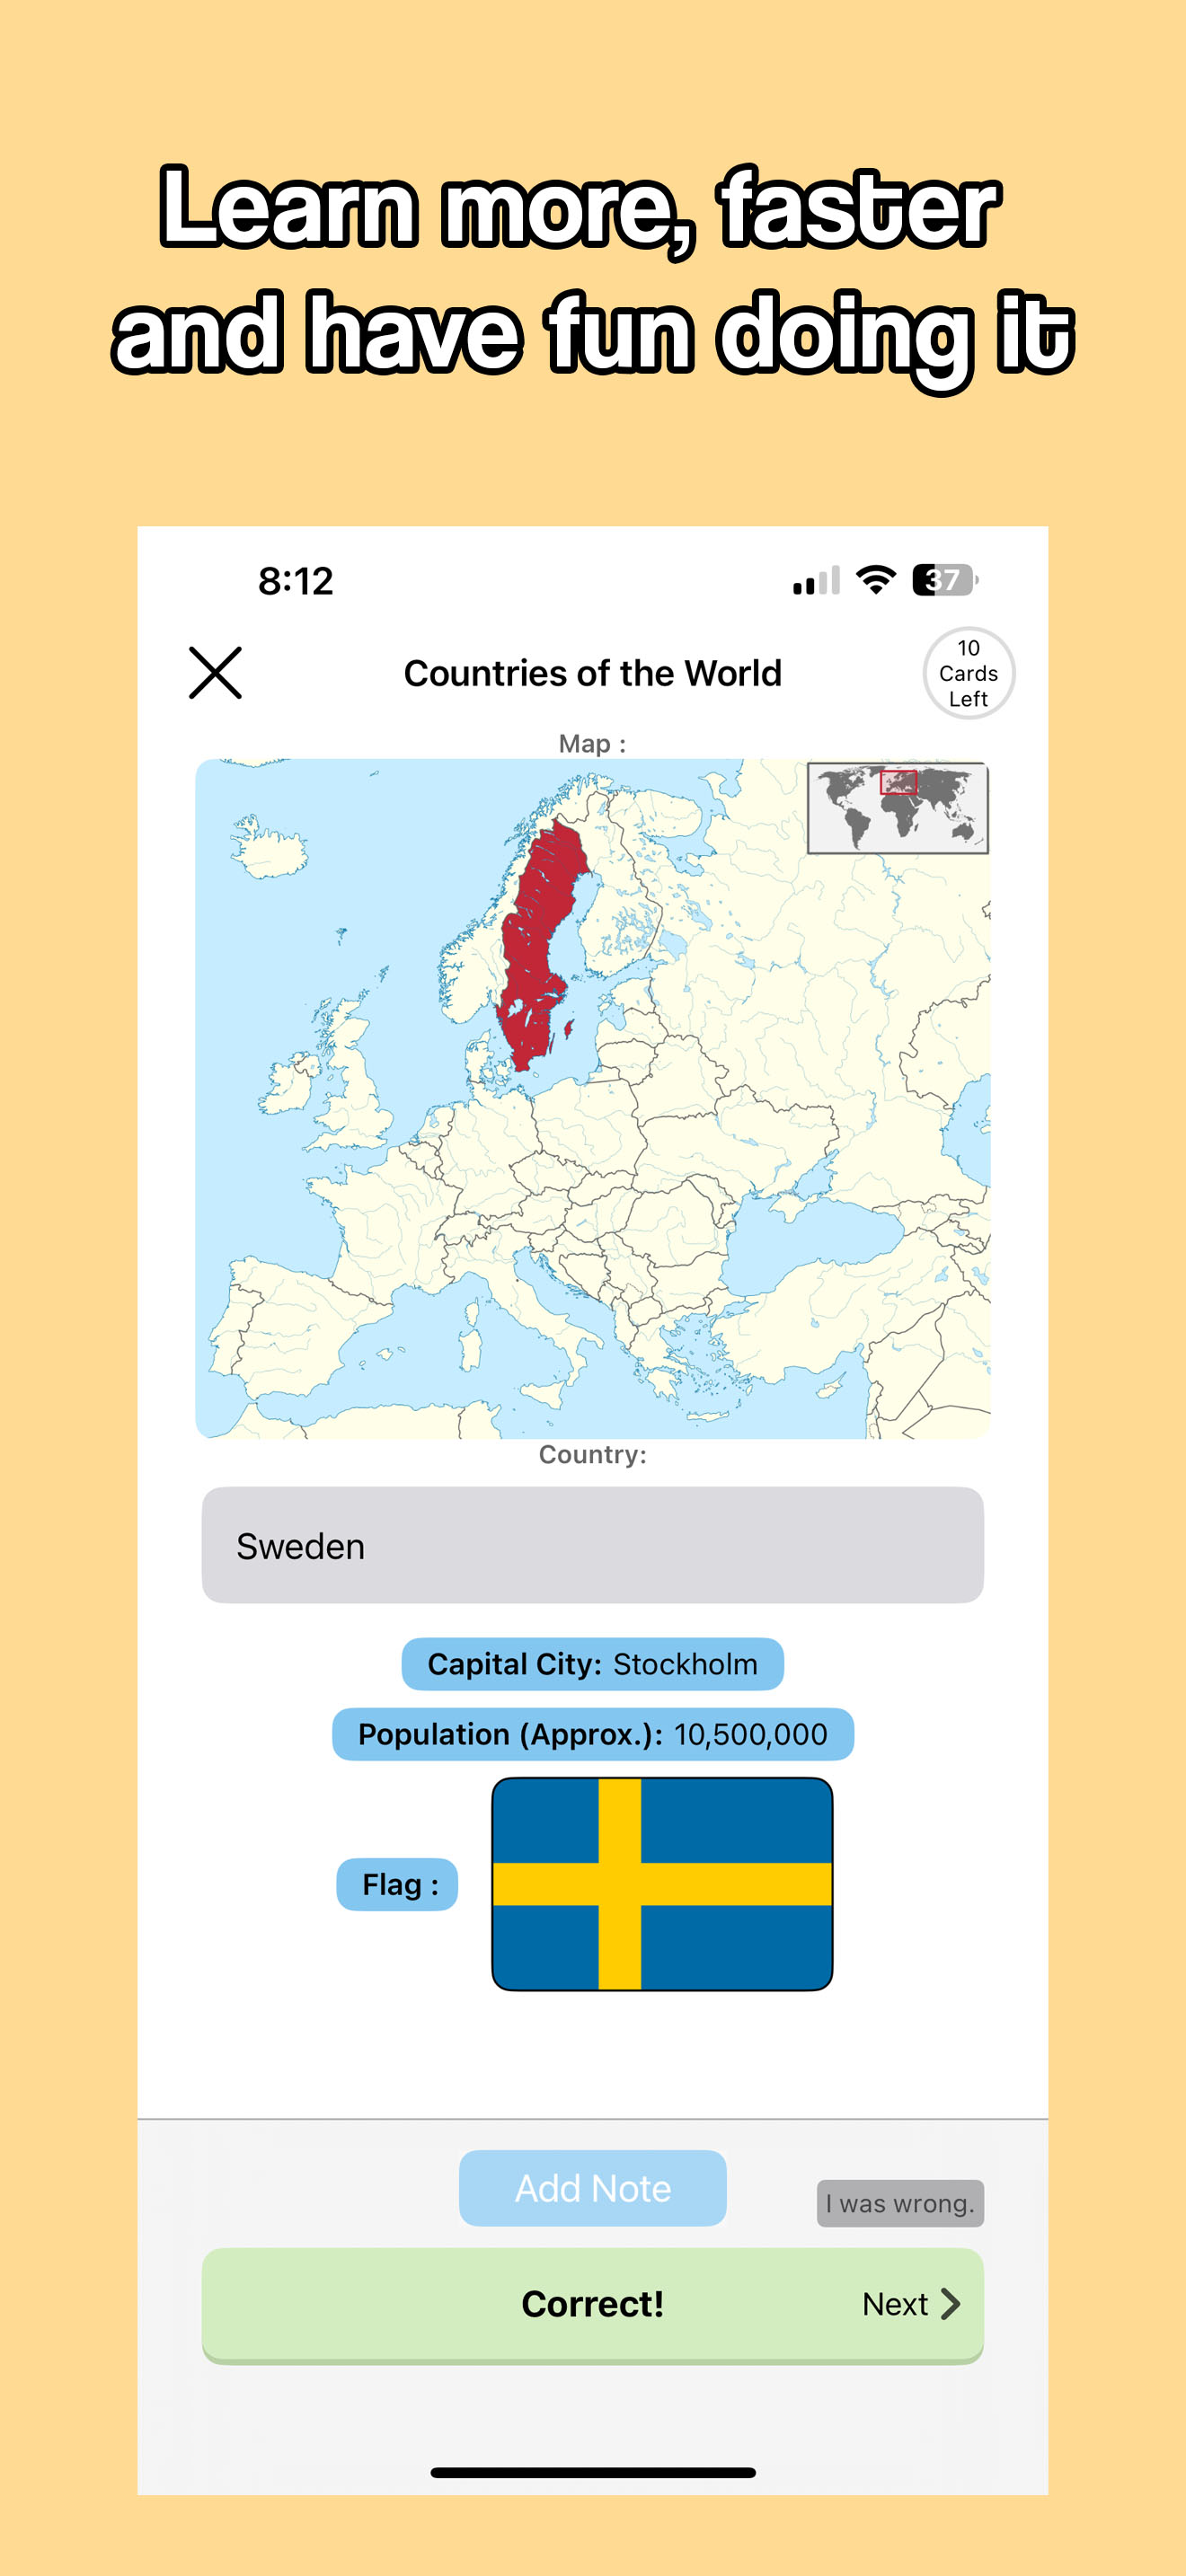 Learn more, faster
and have fun doing it
8:12
37
Countries of the World
10
Cards
Left
Map :
Country:
Sweden
Capital City: Stockholm
Population (Approx.): 10,500,000
Flag :
Add Note
I was wrong.
Correct!
Next